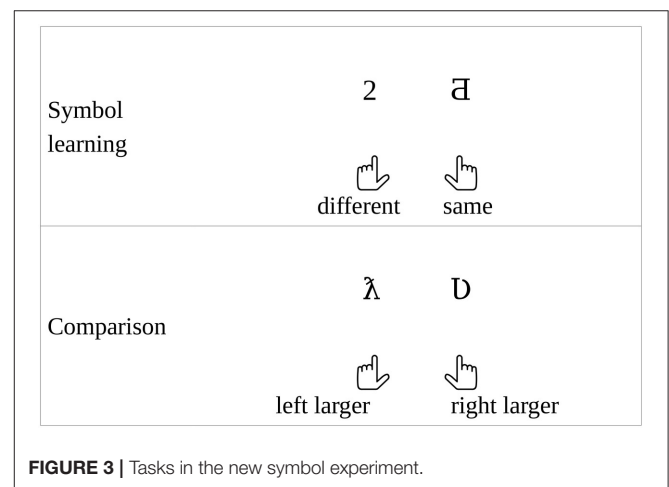 2 ꓷ
Symbol
learning
different same
ƛ Ʋ
Comparison
left larger right larger
FIGURE 3 | Tasks in the new symbol experiment.